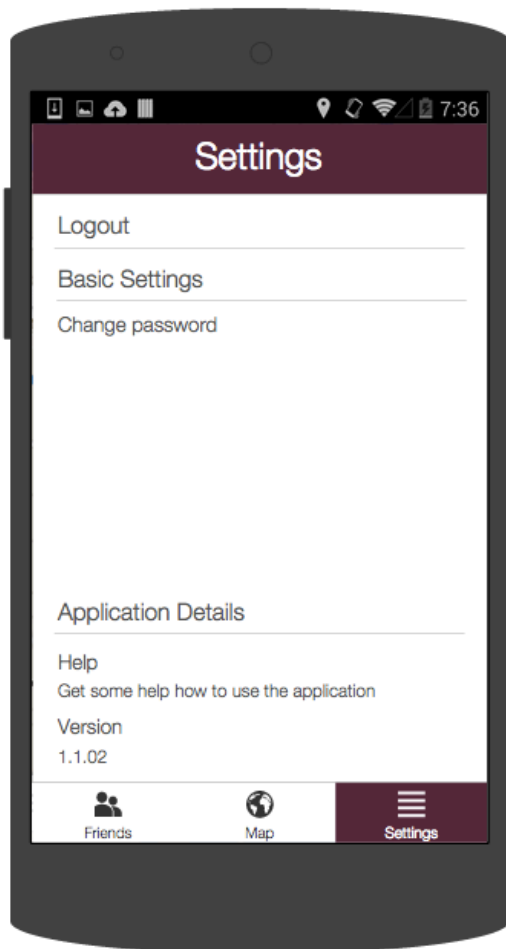 7:36
Settings
Logout
Basic Settings
Change password
Application Details
Help
Get some help how to use the application
Version
1.1.02
Friends
Map
Settings